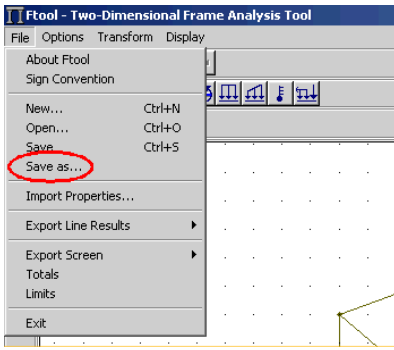 Ftool - Two-Dimensional Frame Analysis Tool
File Options Transform Display
About Ftool
Sign Convention
New... Ctrl+N
Open... Ctrl+O
Save Ctrl+S
Save as...
Import Properties...
Export Line Results
Export Screen
Totals
Limits
Exit